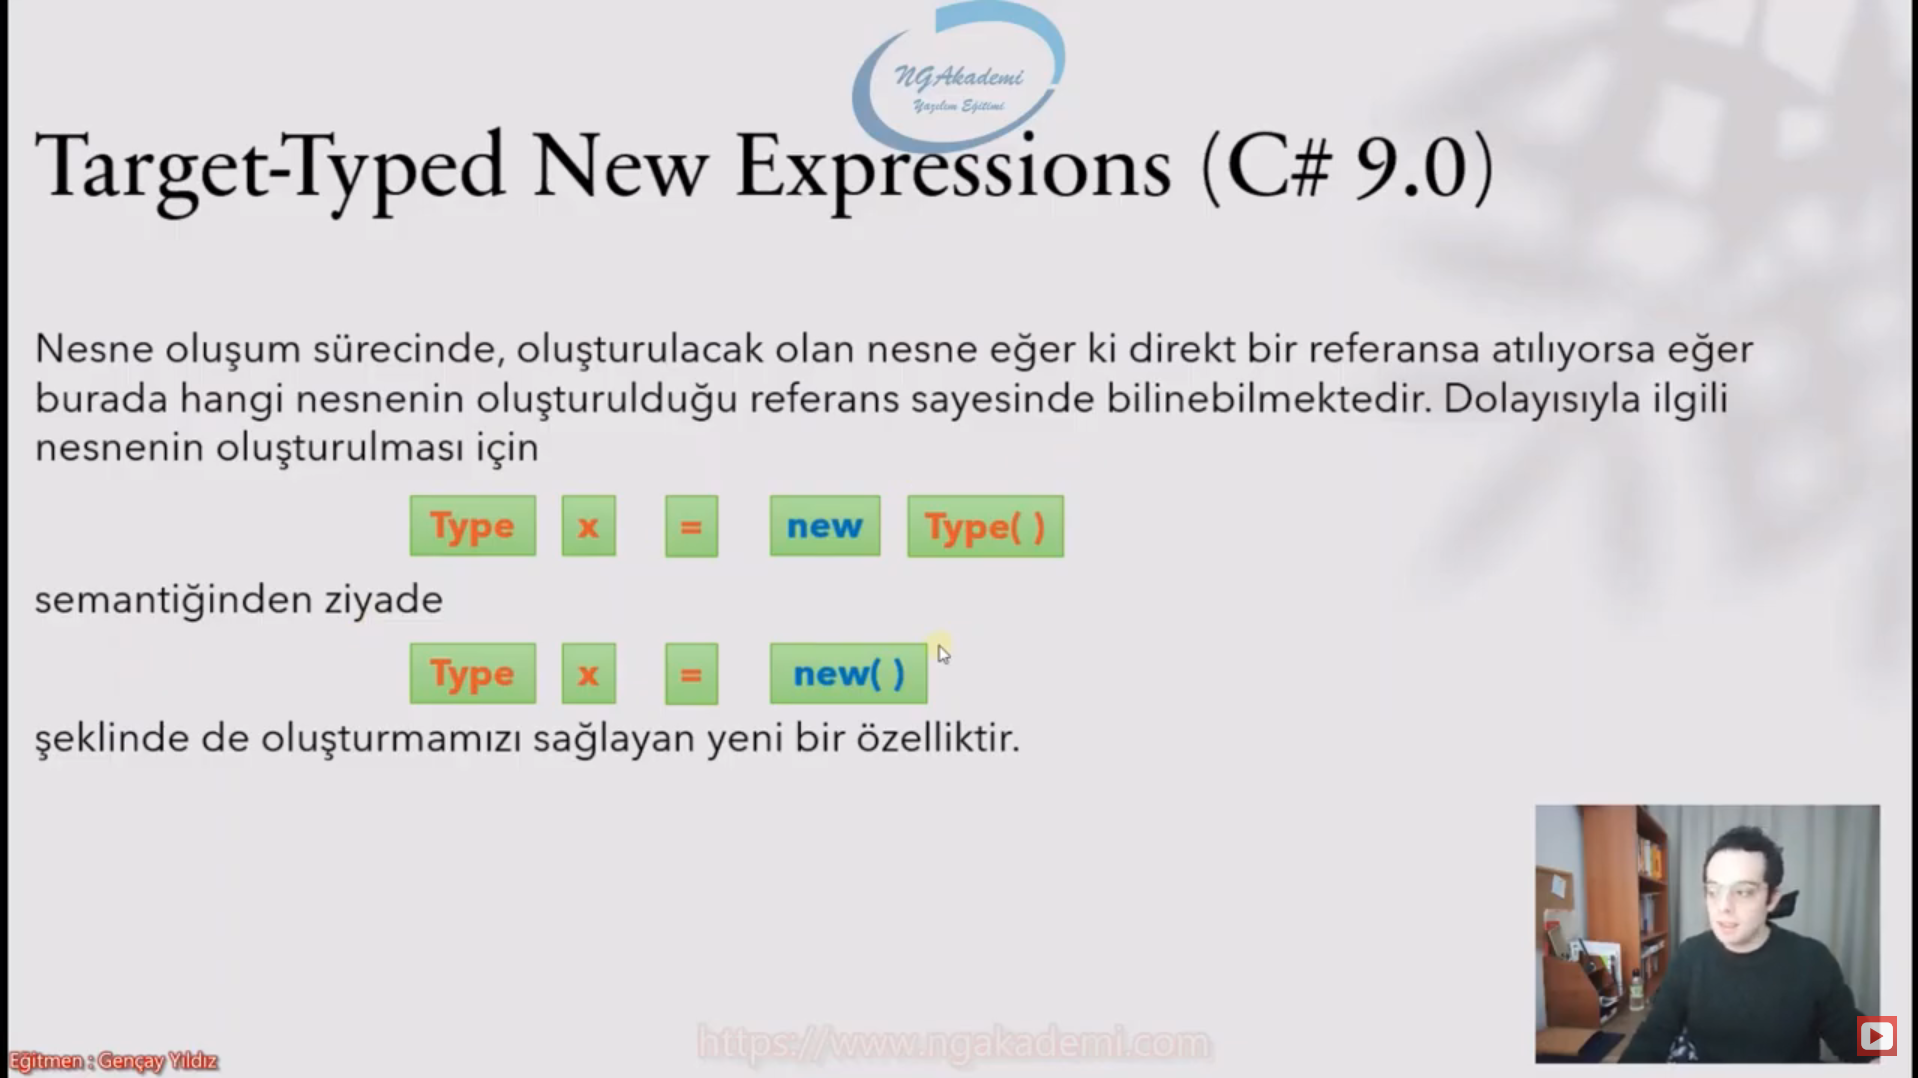 NGAkademi
Yazılım Eğitimi
Target-Typed New Expressions (C# 9.0)
Nesne oluşum sürecinde, oluşturulacak olan nesne eğer ki direkt bir referansa atılıyorsa eğer
burada hangi nesnenin oluşturulduğu referans sayesinde bilinebilmektedir. Dolayısıyla ilgili
nesnenin oluşturulması için
Type x = new Type( )
semantiğinden ziyade
Type x = new( )
şeklinde de oluşturmamızı sağlayan yeni bir özelliktir.
https://www.ngakademi.com
Eğitmen : Gençay Yıldız